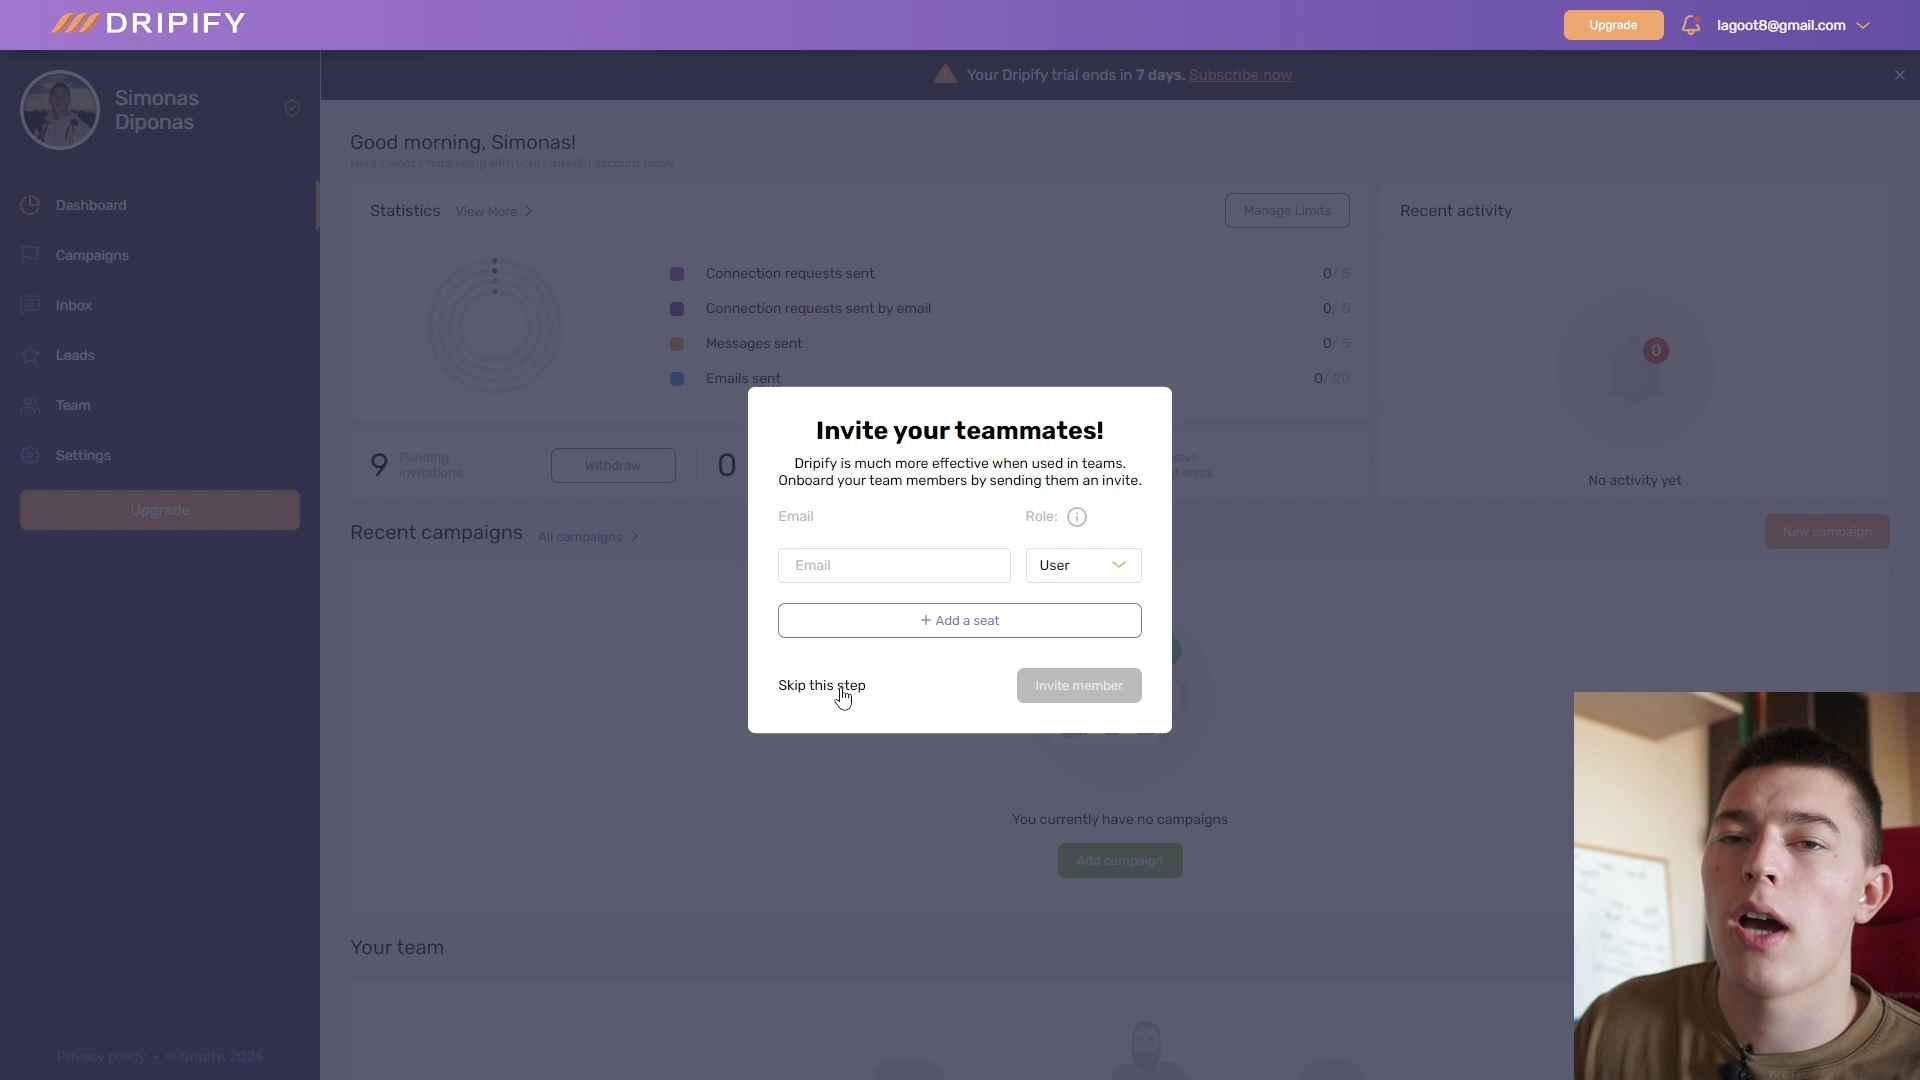 DRIPIFY
Upgrade
lagoot8@gmail.com
Your Dripify trial ends in 7 days. Subscribe now
Simonas
Diponas
Dashboard
Campaigns
Inbox
Leads
Team
Settings
Upgrade
Privacy policy • © Dripify, 2024
Good morning, Simonas!
Here's what's happening with your LinkedIn account today
Statistics View More
Manage Limits
Connection requests sent 0/ 5
Connection requests sent by email 0/ 5
Messages sent 0/ 5
Emails sent 0/ 20
Recent activity
0
No activity yet
9 Pending
invitations
Withdraw
0
week
Invite your teammates!
Dripify is much more effective when used in teams.
Onboard your team members by sending them an invite.
Email Role:
Email User
+ Add a seat
Skip this step Invite member
Recent campaigns All campaigns
New campaign
You currently have no campaigns
Add campaign
Your team